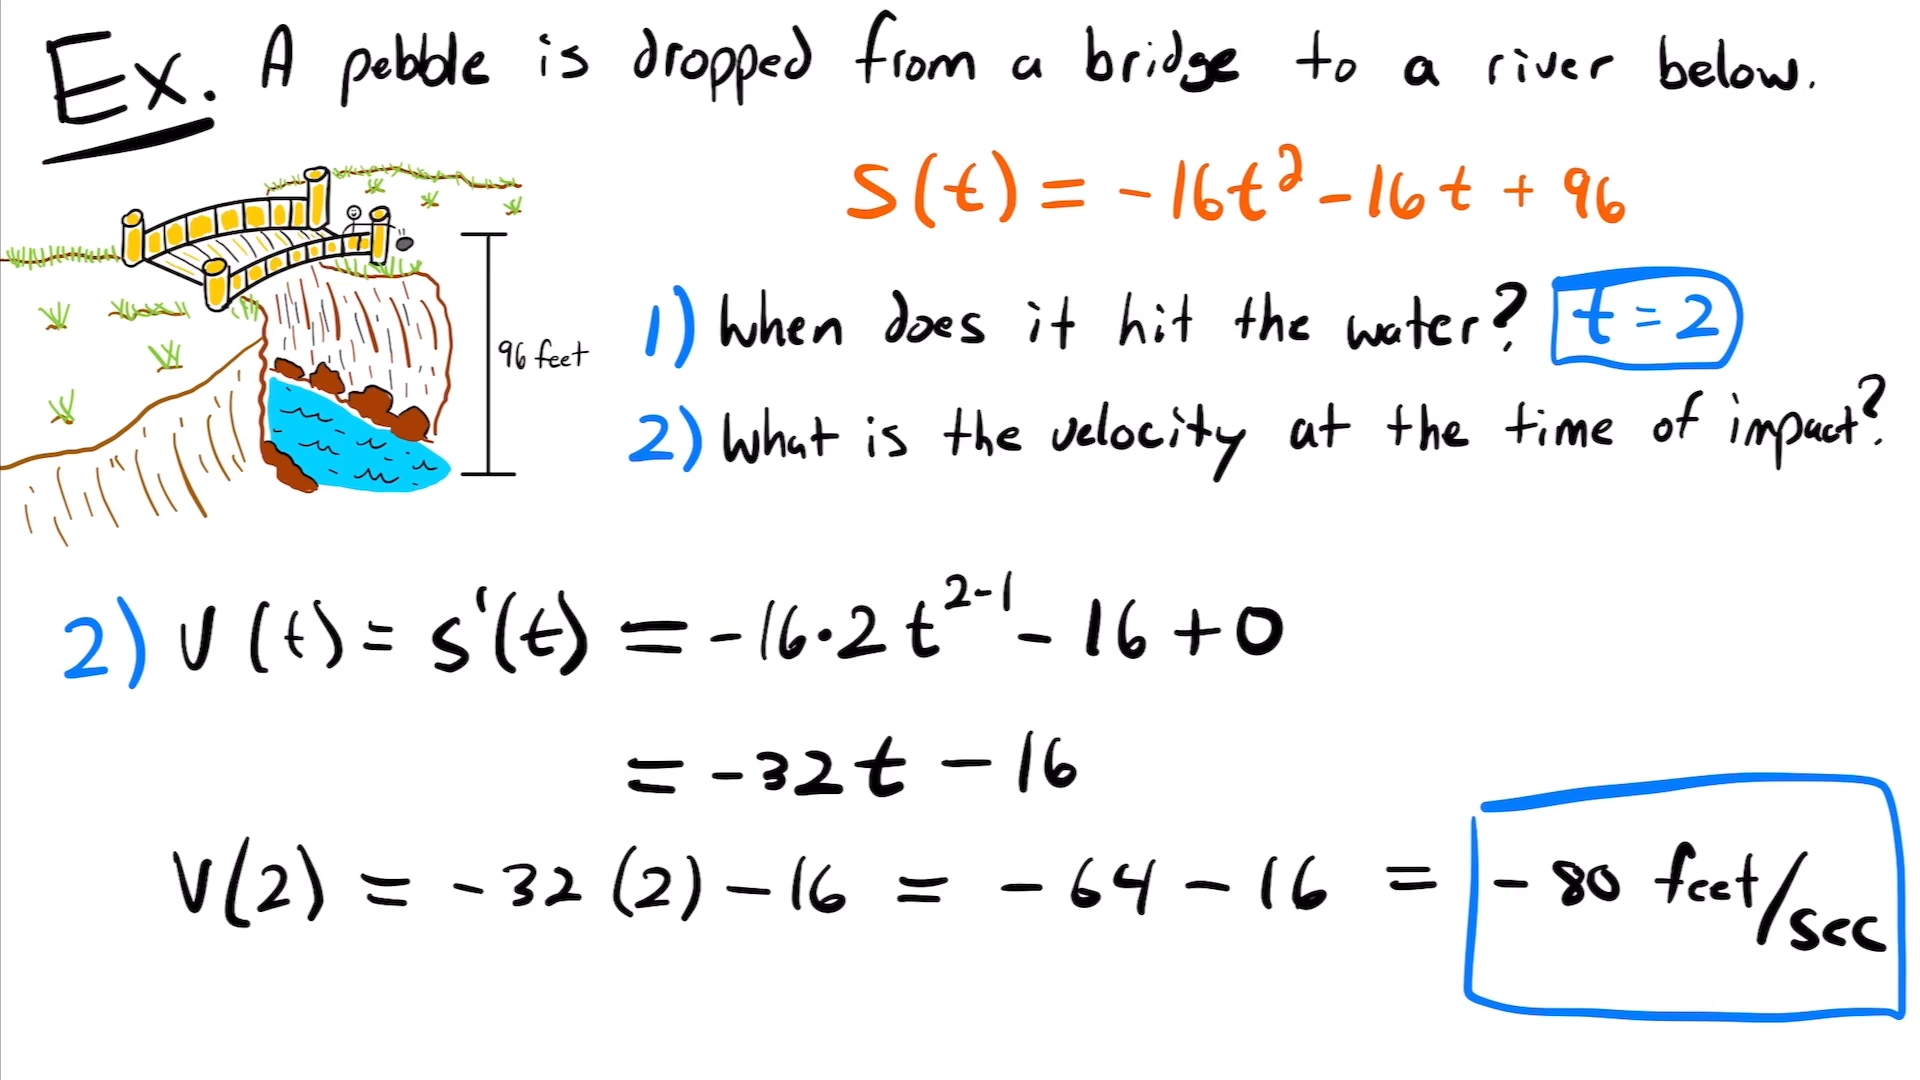 Ex. A pebble is dropped from a bridge to a river below.
s(t) = -16t² - 16t + 96
1) When does it hit the water? t = 2
96 feet
2) What is the velocity at the time of impact?
2) v(t) = s'(t) = -16·2t²⁻¹ - 16 + 0
= -32t - 16
v(2) = -32(2) - 16 = -64 - 16 = -80 feet/sec